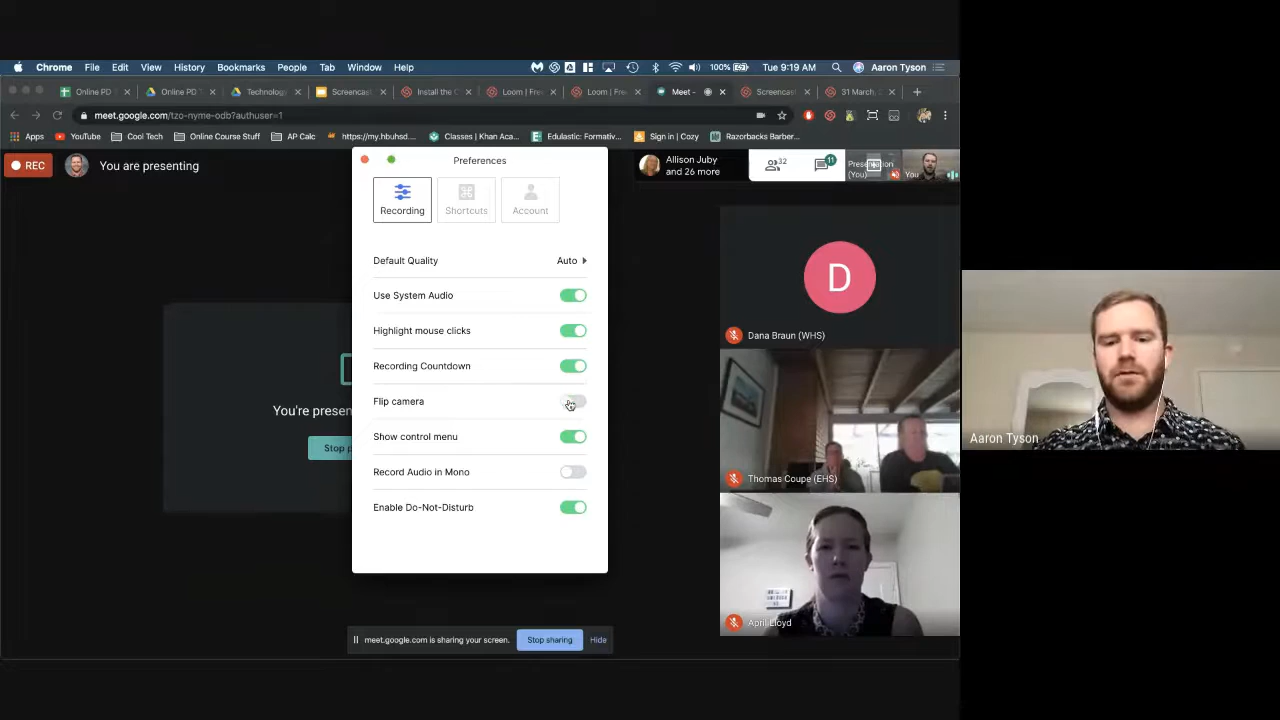 Chrome File Edit View History Bookmarks People Tab Window Help 100% Tue 9:19 AM Aaron Tyson
Online PD Online PD T Technology Screencast Install the C Loom | Free Loom | Free Meet - Screencast 31 March,
meet.google.com/tzo-nyme-odb?authuser=1
Apps YouTube Cool Tech Online Course Stuff AP Calc https://my.hbuhsd... Classes | Khan Aca... Edulastic: Formativ... Sign in | Cozy Razorbacks Barber...
REC You are presenting
Preferences
Allison Juby
and 26 more
32
11
Presentation
(You)
You
Recording Shortcuts Account
Default Quality Auto
Use System Audio
Highlight mouse clicks
Recording Countdown
Flip camera
Show control menu
Record Audio in Mono
Enable Do-Not-Disturb
You're presen
Stop p
D
Dana Braun (WHS)
Thomas Coupe (EHS)
April Lloyd
Aaron Tyson
meet.google.com is sharing your screen. Stop sharing Hide